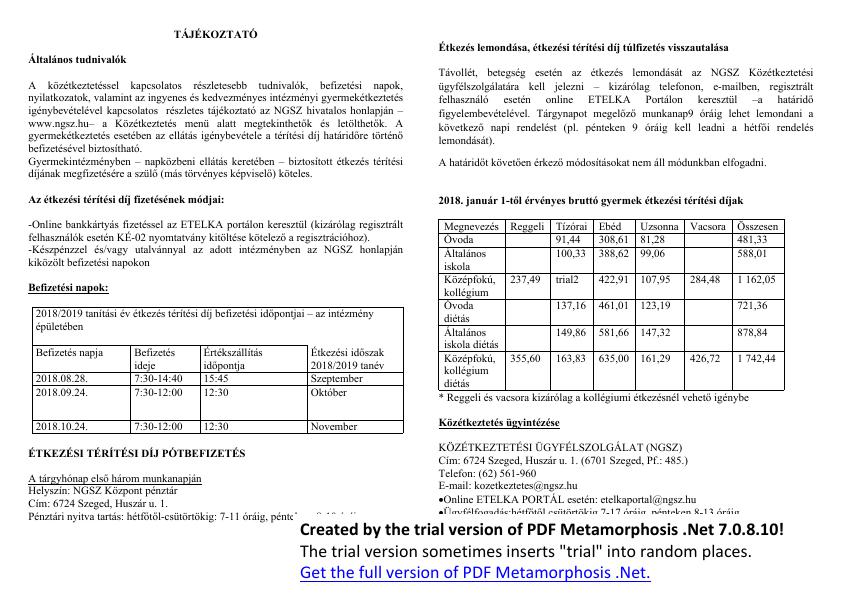 TÁJÉKOZTATÓ
Általános tudnivalók
A közétkeztetéssel kapcsolatos részletesebb tudnivalók, befizetési napok,
nyilatkozatok, valamint az ingyenes és kedvezményes intézményi gyermekétkeztetés
igénybevételével kapcsolatos részletes tájékoztató az NGSZ hivatalos honlapján –
www.ngsz.hu– a Közétkeztetés menü alatt megtekinthetők és letölthetők. A
gyermekétkeztetés esetében az ellátás igénybevétele a térítési díj határidőre történő
befizetésével biztosítható.
Gyermekintézményben – napközbeni ellátás keretében – biztosított étkezés térítési
díjának megfizetésére a szülő (más törvényes képviselő) köteles.
Az étkezési térítési díj fizetésének módjai:
-Online bankkártyás fizetéssel az ETELKA portálon keresztül (kizárólag regisztrált
felhasználók esetén KÉ-02 nyomtatvány kitöltése kötelező a regisztrációhoz).
-Készpénzzel és/vagy utalvánnyal az adott intézményben az NGSZ honlapján
kiközölt befizetési napokon
Befizetési napok:
2018/2019 tanítási év étkezés térítési díj befizetési időpontjai – az intézmény
épületében
Befizetés napja Befizetés ideje Értékszállítás időpontja Étkezési időszak 2018/2019 tanév
2018.08.28. 7:30-14:40 15:45 Szeptember
2018.09.24. 7:30-12:00 12:30 Október
2018.10.24. 7:30-12:00 12:30 November
ÉTKEZÉSI TÉRÍTÉSI DÍJ PÓTBEFIZETÉS
A tárgyhónap első három munkanapján
Helyszín: NGSZ Központ pénztár
Cím: 6724 Szeged, Huszár u. 1.
Pénztári nyitva tartás: hétfőtől-csütörtökig: 7-11 óráig,
Étkezés lemondása, étkezési térítési díj túlfizetés visszautalása
Távollét, betegség esetén az étkezés lemondását az NGSZ Közétkeztetési
ügyfélszolgálatára kell jelezni – kizárólag telefonon, e-mailben, regisztrált
felhasználó esetén online ETELKA Portálon keresztül –a határidő
figyelembevételével. Tárgynapot megelőző munkanap9 óráig lehet lemondani a
következő napi rendelést (pl. pénteken 9 óráig kell leadni a hétfői rendelés
lemondását).
A határidőt követően érkező módosításokat nem áll módunkban elfogadni.
2018. január 1-től érvényes bruttó gyermek étkezési térítési díjak
Megnevezés Reggeli Tízórai Ebéd Uzsonna Vacsora Összesen
Óvoda 91,44 308,61 81,28 481,33
Általános iskola 100,33 388,62 99,06 588,01
Középfokú, kollégium 237,49 trial2 422,91 107,95 284,48 1 162,05
Óvoda diétás 137,16 461,01 123,19 721,36
Általános iskola diétás 149,86 581,66 147,32 878,84
Középfokú, kollégium diétás 355,60 163,83 635,00 161,29 426,72 1 742,44
* Reggeli és vacsora kizárólag a kollégiumi étkezésnél vehető igénybe
Közétkeztetés ügyintézése
KÖZÉTKEZTETÉSI ÜGYFÉLSZOLGÁLAT (NGSZ)
Cím: 6724 Szeged, Huszár u. 1. (6701 Szeged, Pf.: 485.)
Telefon: (62) 561-960
E-mail: kozetkeztetes@ngsz.hu
•Online ETELKA PORTÁL esetén: etelkaportal@ngsz.hu
•Ügyfélfogadás:hétfőtől csütörtökig 7-17 óráig, pénteken 8-13 óráig
Created by the trial version of PDF Metamorphosis .Net 7.0.8.10!
The trial version sometimes inserts "trial" into random places.
Get the full version of PDF Metamorphosis .Net.